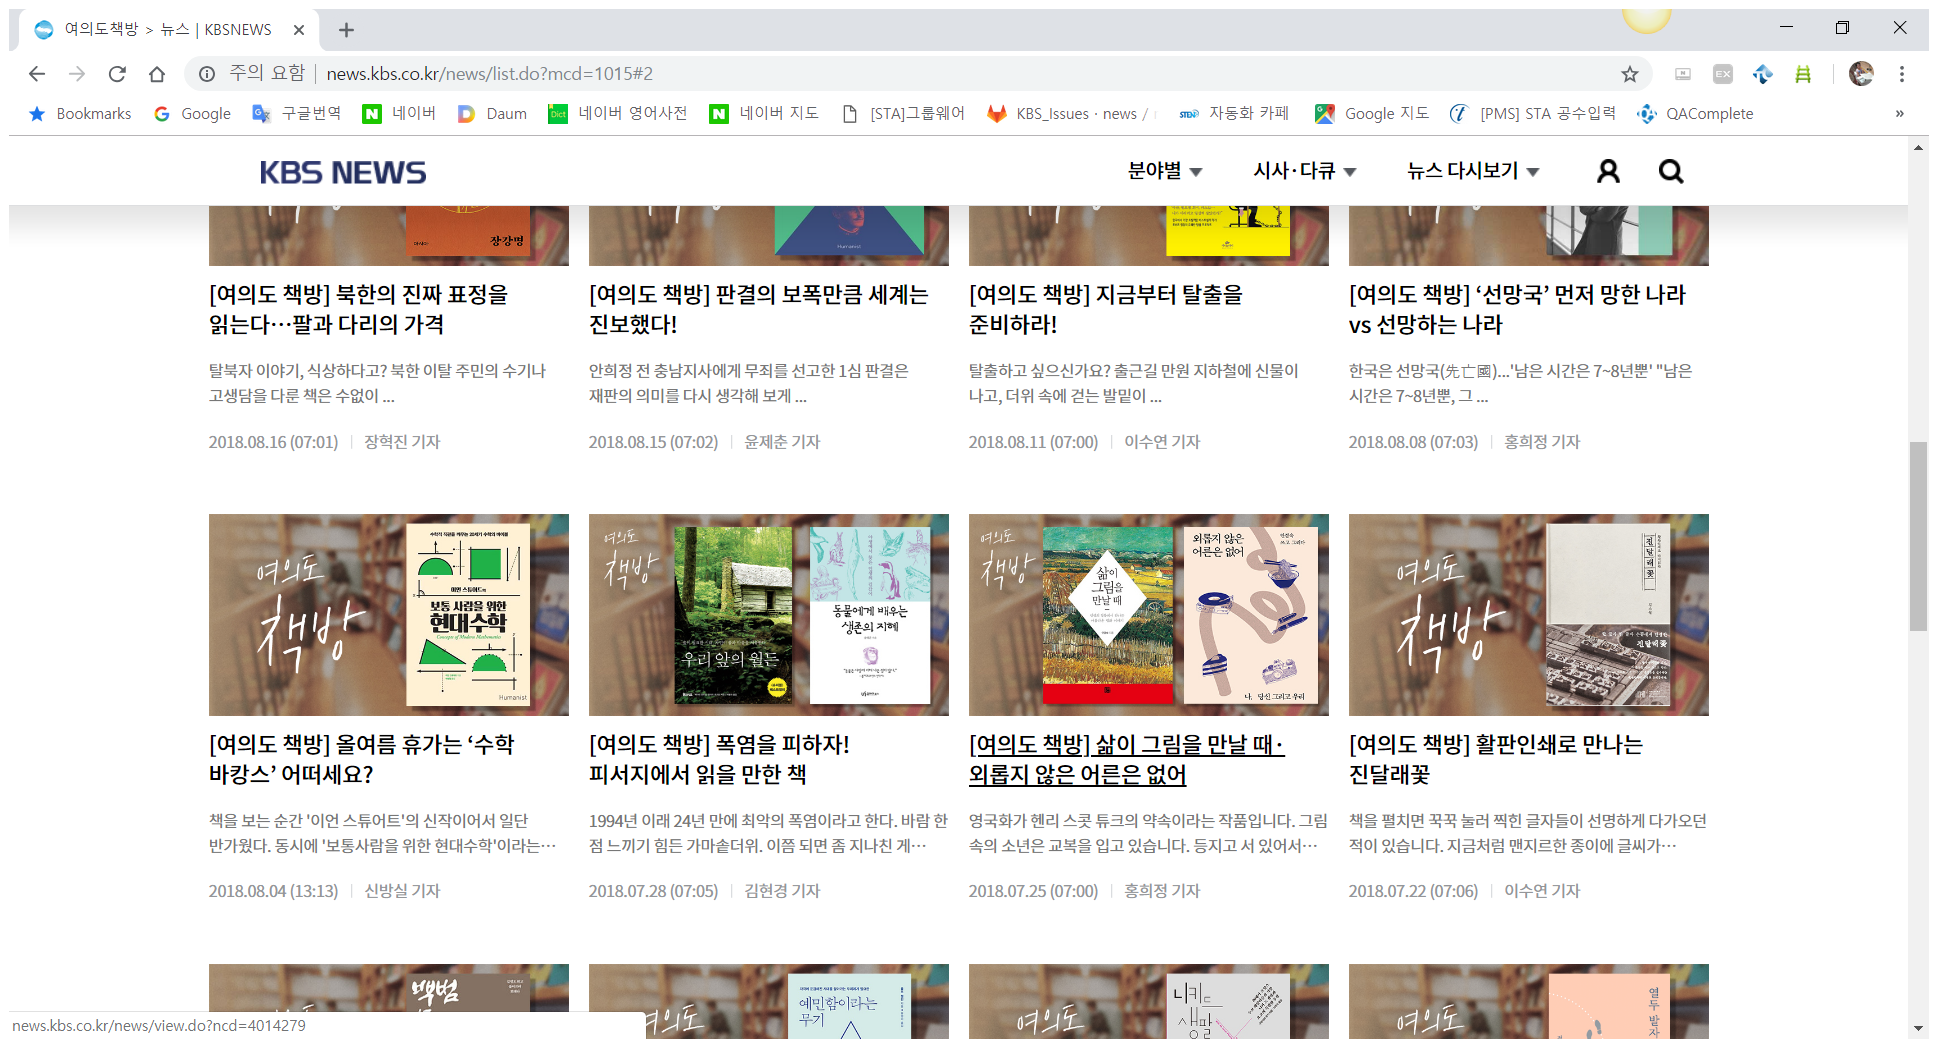 여의도책방 > 뉴스 | KBSNEWS
주의 요함 | news.kbs.co.kr/news/list.do?mcd=1015#2
Bookmarks Google 구글번역 네이버 Daum 네이버 영어사전 네이버 지도 [STA]그룹웨어 KBS_Issues · news / 자동화 카페 Google 지도 [PMS] STA 공수입력 QAComplete »
KBS NEWS 분야별 시사·다큐 뉴스 다시보기
장강명
Humanist
[여의도 책방] 북한의 진짜 표정을
읽는다…팔과 다리의 가격
탈북자 이야기, 식상하다고? 북한 이탈 주민의 수기나
고생담을 다룬 책은 수없이 ...
2018.08.16 (07:01) | 장혁진 기자
[여의도 책방] 판결의 보폭만큼 세계는
진보했다!
안희정 전 충남지사에게 무죄를 선고한 1심 판결은
재판의 의미를 다시 생각해 보게 ...
2018.08.15 (07:02) | 윤제춘 기자
[여의도 책방] 지금부터 탈출을
준비하라!
탈출하고 싶으신가요? 출근길 만원 지하철에 신물이
나고, 더위 속에 걷는 발밑이 ...
2018.08.11 (07:00) | 이수연 기자
[여의도 책방] ‘선망국’ 먼저 망한 나라
vs 선망하는 나라
한국은 선망국(先亡國)...'남은 시간은 7~8년뿐' "남은
시간은 7~8년뿐, 그 ...
2018.08.08 (07:03) | 홍희정 기자
여의도
책방
이언 스튜어트
보통 사람을 위한
현대수학
Concepts of Modern Mathematics
Humanist
[여의도 책방] 올여름 휴가는 ‘수학
바캉스’ 어떠세요?
책을 보는 순간 '이언 스튜어트'의 신작이어서 일단
반가웠다. 동시에 '보통사람을 위한 현대수학'이라는…
2018.08.04 (13:13) | 신방실 기자
여의도
책방
우리 옆의 월든
동물에게 배우는
생존의 지혜
[여의도 책방] 폭염을 피하자!
피서지에서 읽을 만한 책
1994년 이래 24년 만에 최악의 폭염이라고 한다. 바람 한
점 느끼기 힘든 가마솥더위. 이쯤 되면 좀 지나친 게…
2018.07.28 (07:05) | 김현경 기자
여의도
책방
삶이
그림을
만날 때
외롭지 않은
어른은 없어
나, 당신 그리고 우리
[여의도 책방] 삶이 그림을 만날 때·
외롭지 않은 어른은 없어
영국화가 헨리 스콧 튜크의 약속이라는 작품입니다. 그림
속의 소년은 교복을 입고 있습니다. 등지고 서 있어서…
2018.07.25 (07:00) | 홍희정 기자
여의도
책방
진달래꽃
진달래꽃
[여의도 책방] 활판인쇄로 만나는
진달래꽃
책을 펼치면 꾹꾹 눌러 찍힌 글자들이 선명하게 다가오던
적이 있습니다. 지금처럼 맨지르한 종이에 글씨가…
2018.07.22 (07:06) | 이수연 기자
백범
여의도
예민함이라는
무기
여의도
니키드
생팔
여의도
열두 발자
news.kbs.co.kr/news/view.do?ncd=4014279